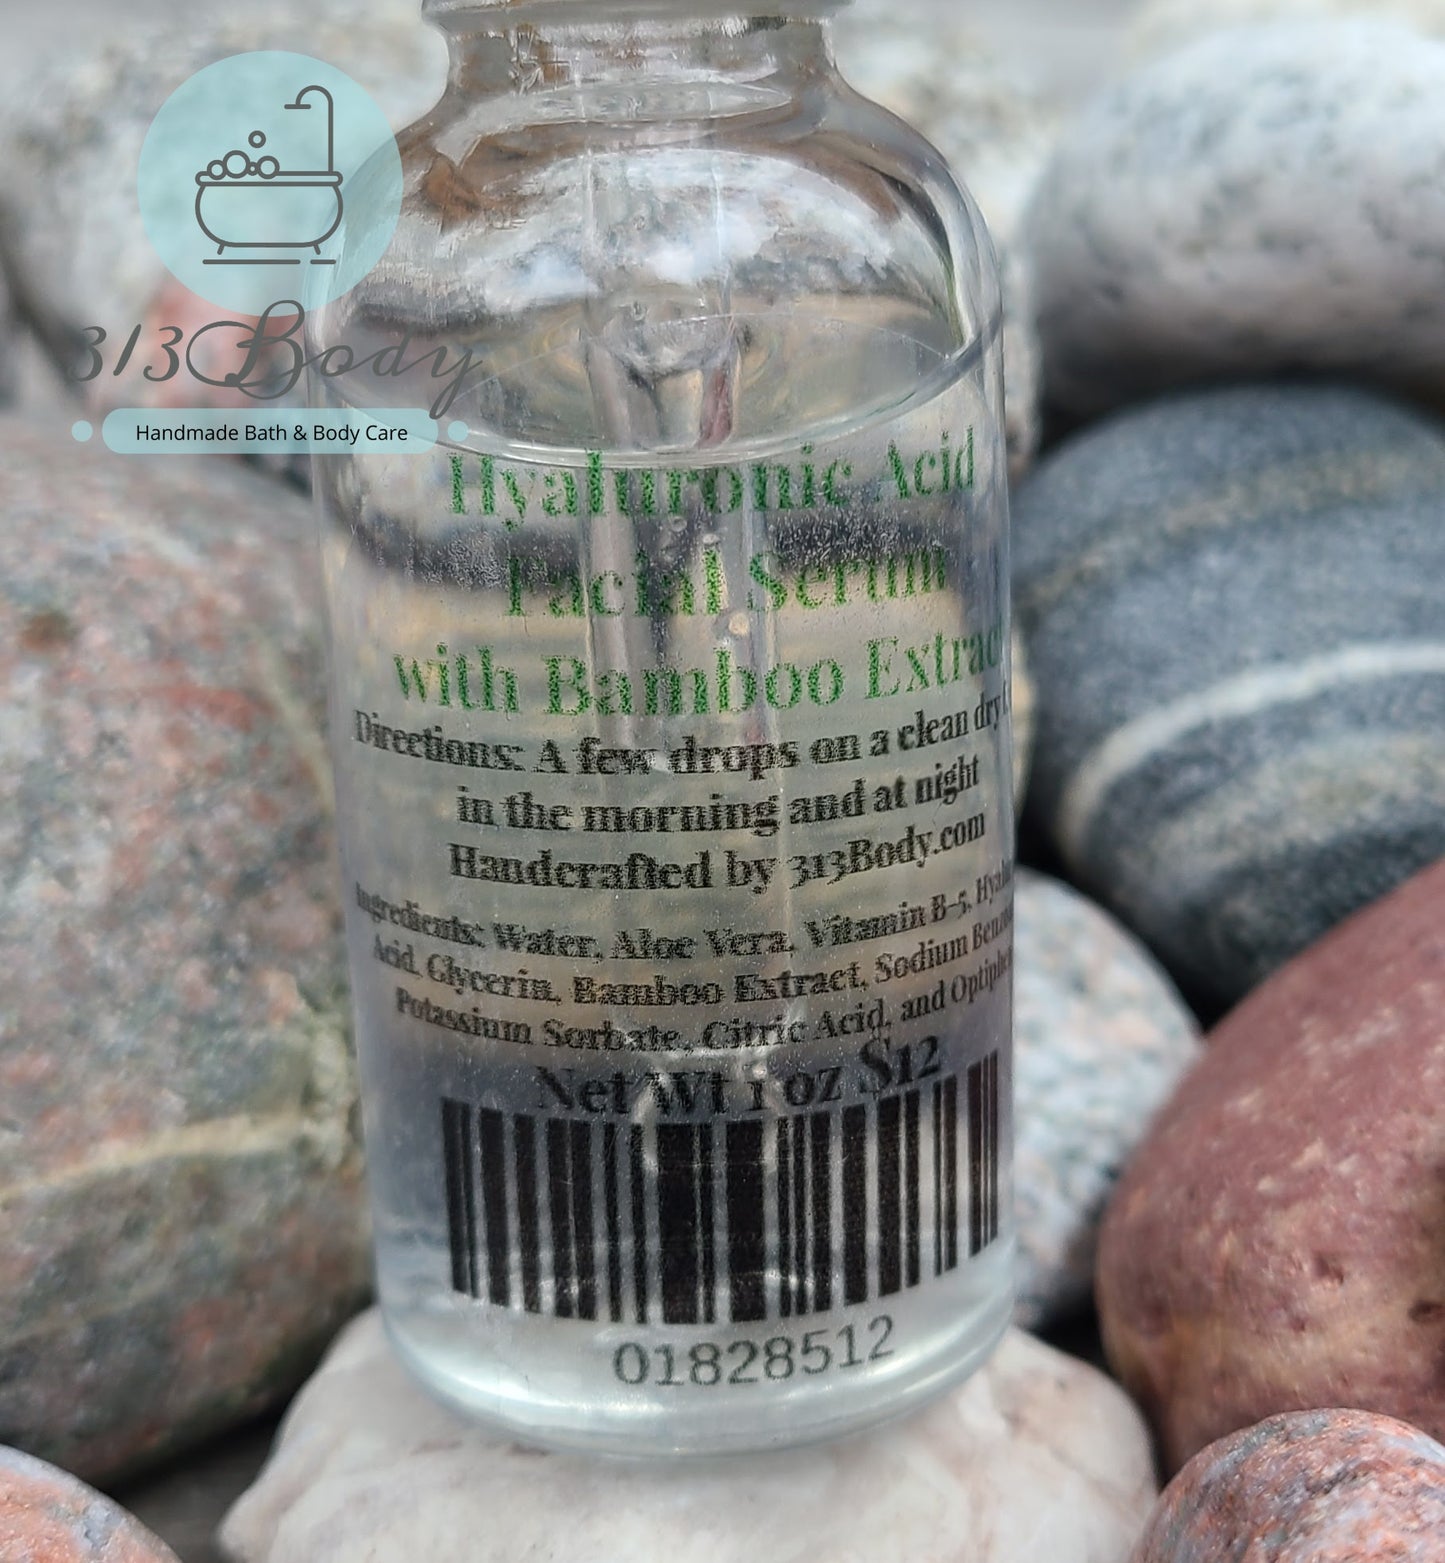 313Body
Handmade Bath & Body Care
Hyaluronic Acid
Facial Serum
with Bamboo Extract
Directions: A few drops on a clean dry
in the morning and at night
Handcrafted by 313Body.com
Ingredients: Water, Aloe Vera, Vitamin B-5,
Acid, Glycerin, Bamboo Extract, Sodium
Potassium Sorbate, Citric Acid, and
Net Wt 1 oz $12
01828512